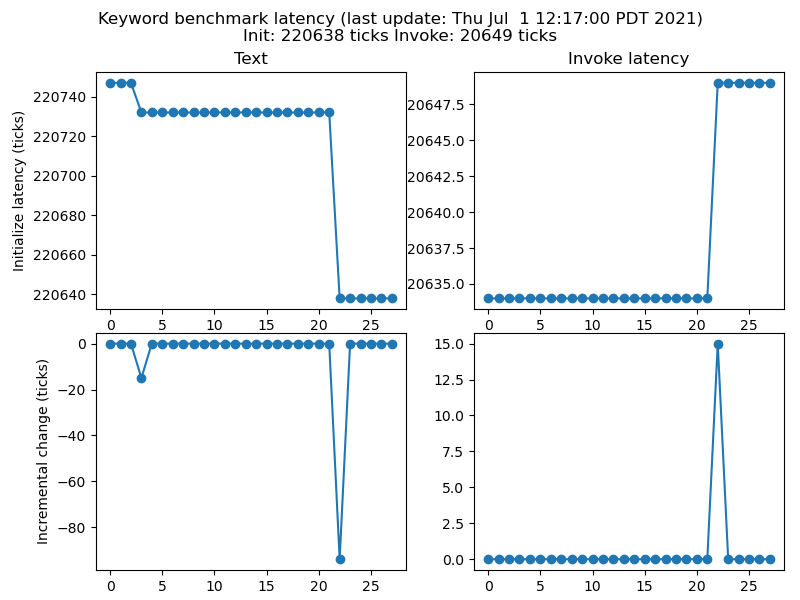 Keyword benchmark latency (last update: Thu Jul  1 12:17:00 PDT 2021)
Init: 220638 ticks Invoke: 20649 ticks
Text
Initialize latency (ticks)
220740
220720
220700
220680
220660
220640
0 5 10 15 20 25
Invoke latency
20647.5
20645.0
20642.5
20640.0
20637.5
20635.0
0 5 10 15 20 25
Incremental change (ticks)
0
−20
−40
−60
−80
0 5 10 15 20 25
15.0
12.5
10.0
7.5
5.0
2.5
0.0
0 5 10 15 20 25